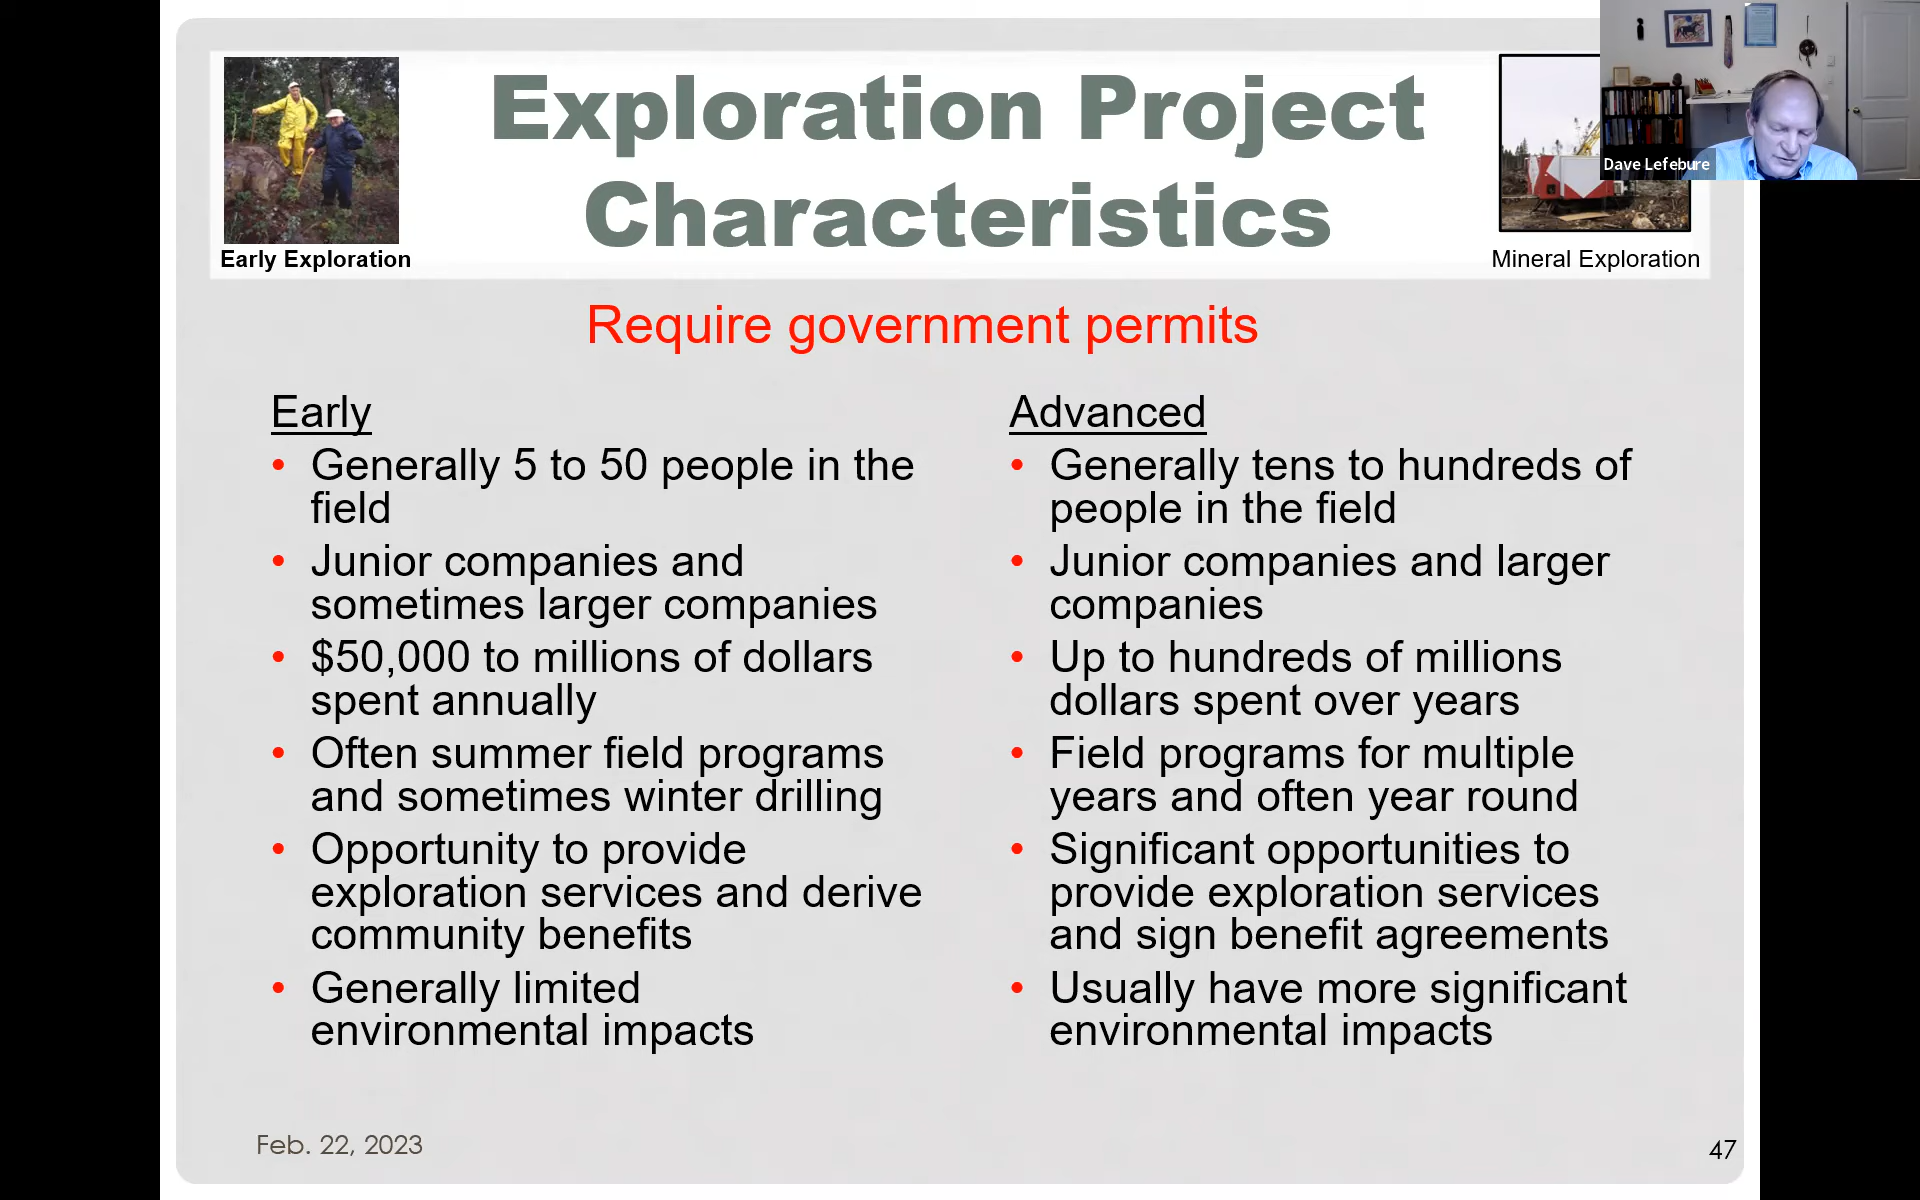 Exploration Project
Characteristics
Early Exploration
Mineral Exploration
Dave Lefebure
Require government permits
Early
• Generally 5 to 50 people in the
field
• Junior companies and
sometimes larger companies
• $50,000 to millions of dollars
spent annually
• Often summer field programs
and sometimes winter drilling
• Opportunity to provide
exploration services and derive
community benefits
• Generally limited
environmental impacts
Advanced
• Generally tens to hundreds of
people in the field
• Junior companies and larger
companies
• Up to hundreds of millions
dollars spent over years
• Field programs for multiple
years and often year round
• Significant opportunities to
provide exploration services
and sign benefit agreements
• Usually have more significant
environmental impacts
Feb. 22, 2023
47